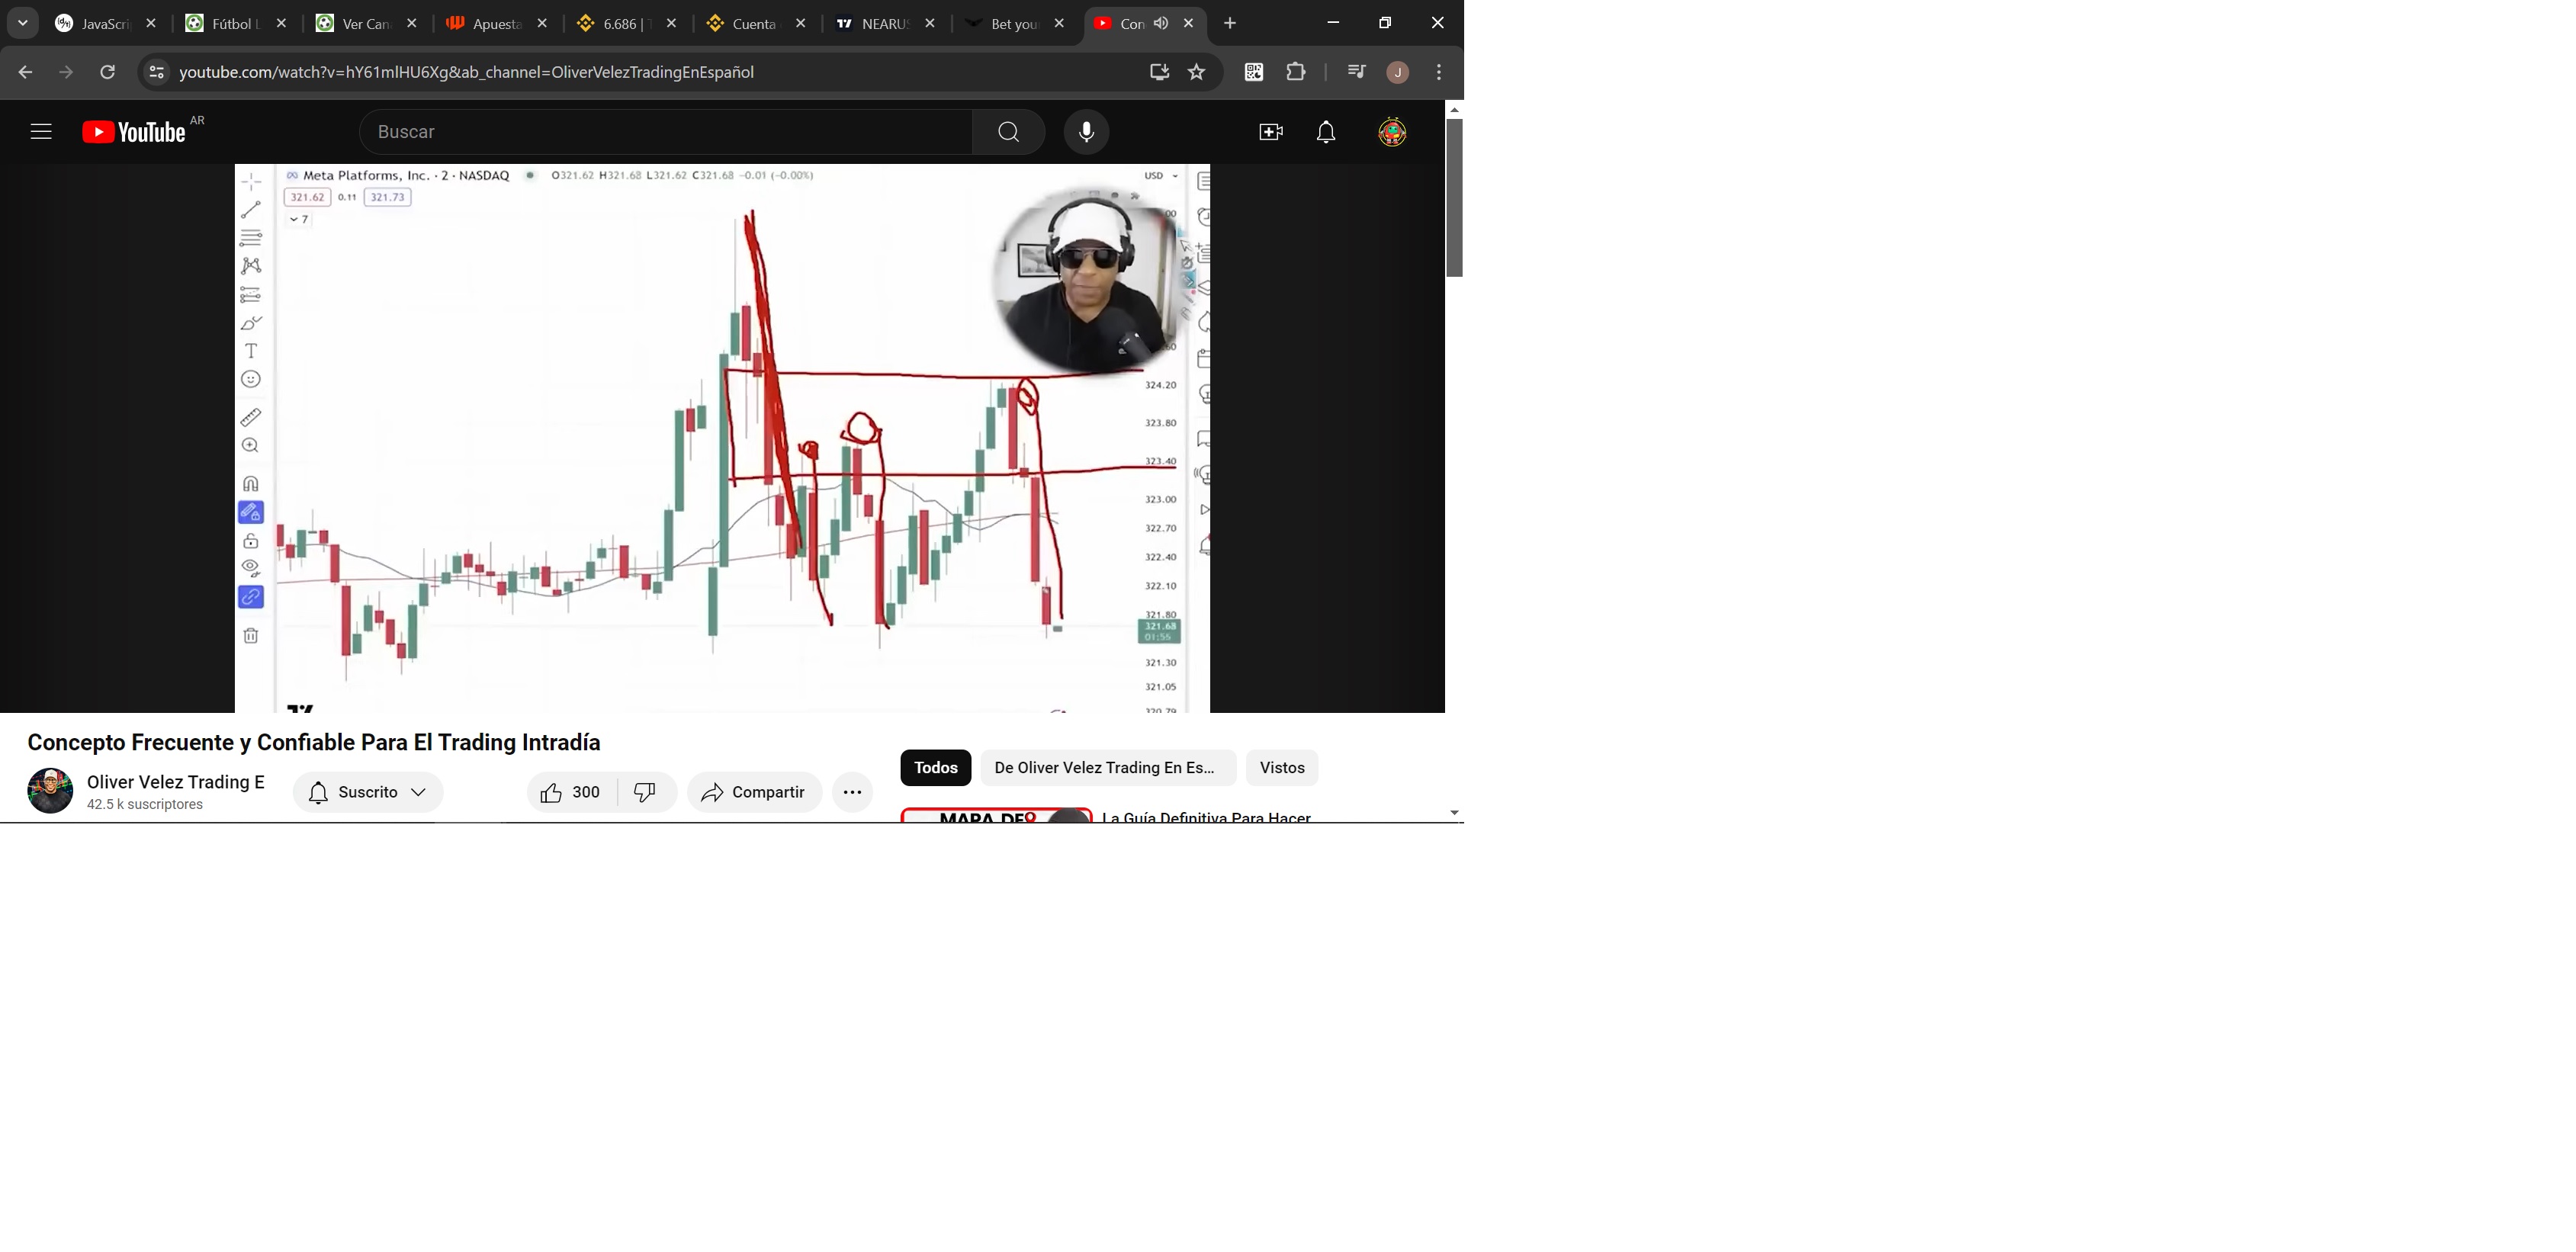 JavaScri
Fútbol L
Ver Can
Apuesta
6.686 | T
Cuenta
NEARUS
Bet you
Con
youtube.com/watch?v=hY61mlHU6Xg&ab_channel=OliverVelezTradingEnEspañol
J
YouTube AR
Buscar
Meta Platforms, Inc. · 2 · NASDAQ O321.62 H321.68 L321.62 C321.68 −0.01 (−0.00%)
USD
321.62 0.11 321.73
7
324.20
323.80
323.40
323.00
322.70
322.40
322.10
321.80
321.68
01:55
321.30
321.05
320.79
Concepto Frecuente y Confiable Para El Trading Intradía
Oliver Velez Trading E
42.5 k suscriptores
Suscrito
300
Compartir
Todos
De Oliver Velez Trading En Es...
Vistos
MAPA DE
La Guía Definitiva Para Hacer